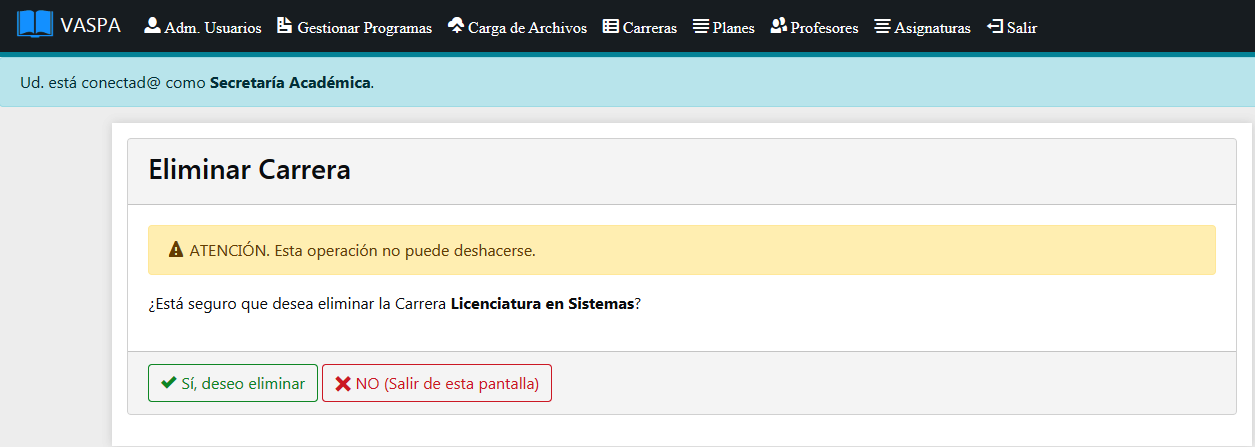 VASPA Adm. Usuarios Gestionar Programas Carga de Archivos Carreras Planes Profesores Asignaturas Salir
Ud. está conectad@ como Secretaría Académica.
Eliminar Carrera
ATENCIÓN. Esta operación no puede deshacerse.
¿Está seguro que desea eliminar la Carrera Licenciatura en Sistemas?
Sí, deseo eliminar NO (Salir de esta pantalla)